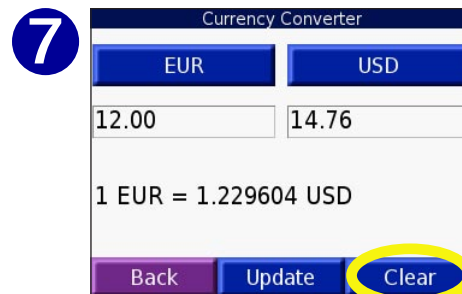 7
Currency Converter
EUR USD
12.00 14.76
1 EUR = 1.229604 USD
Back Update Clear